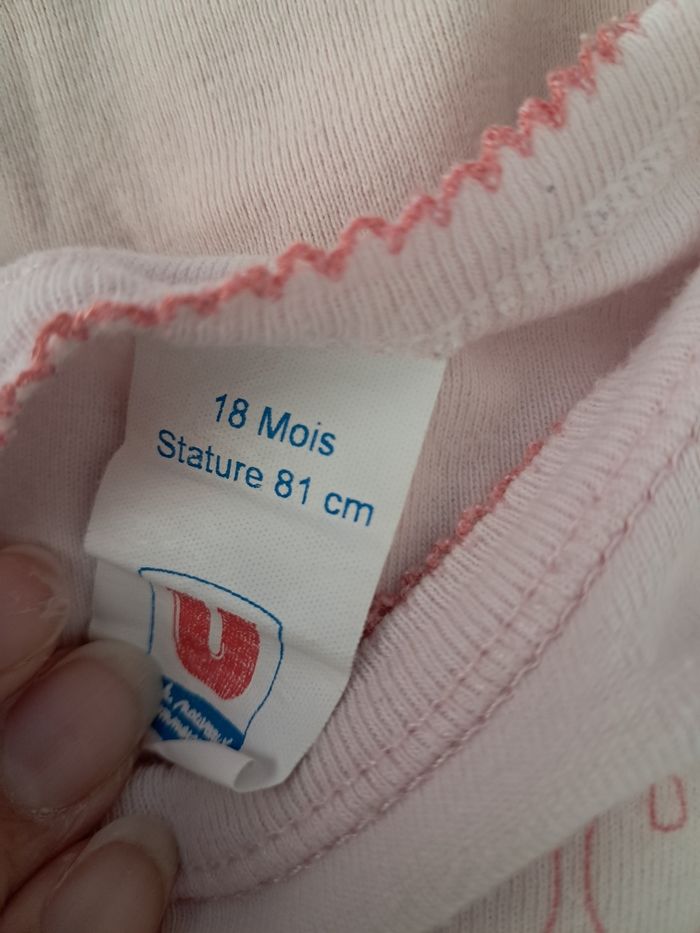 18 Mois
Stature 81 cm
U